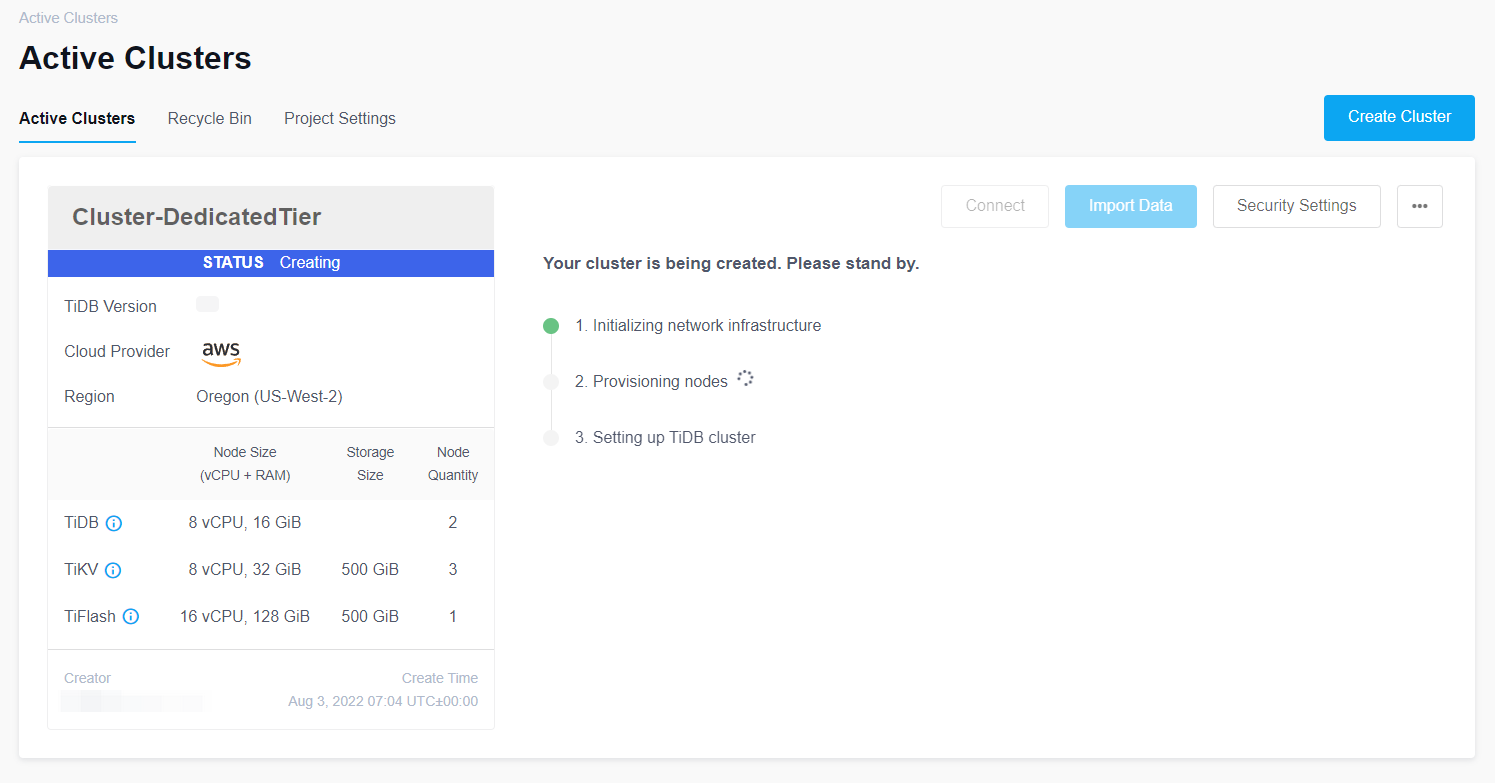 Active Clusters
Active Clusters
Active Clusters Recycle Bin Project Settings
Create Cluster
Cluster-DedicatedTier
STATUS Creating
TiDB Version
Cloud Provider aws
Region Oregon (US-West-2)
Node Size Storage Node
(vCPU + RAM) Size Quantity
TiDB 8 vCPU, 16 GiB 2
TiKV 8 vCPU, 32 GiB 500 GiB 3
TiFlash 16 vCPU, 128 GiB 500 GiB 1
Creator Create Time
Aug 3, 2022 07:04 UTC±00:00
Connect Import Data Security Settings •••
Your cluster is being created. Please stand by.
1. Initializing network infrastructure
2. Provisioning nodes
3. Setting up TiDB cluster